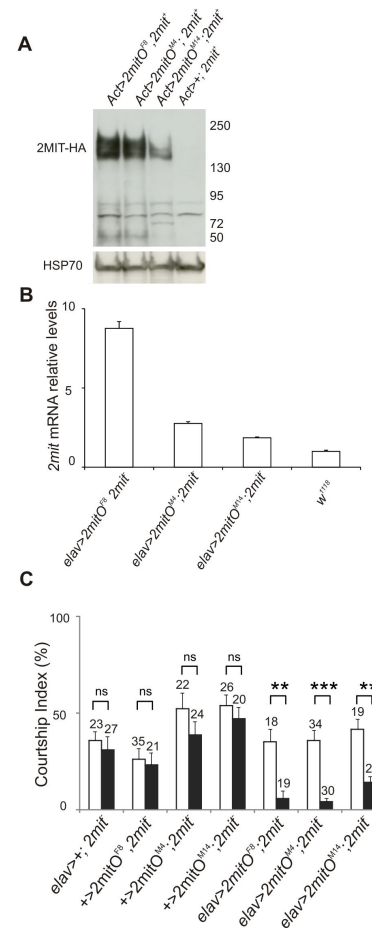 A
Act>2mitO^F8; 2mit^+
Act>2mitO^M4; 2mit^+
Act>2mitO^M14; 2mit^+
Act>+; 2mit^+
2MIT-HA
250
130
95
72
50
HSP70
B
2mit mRNA relative levels
10
5
0
elav>2mitO^F8; 2mit^-
elav>2mitO^M4; 2mit^-
elav>2mitO^M14; 2mit^-
w^1118
C
Courtship Index (%)
100
50
0
ns
ns
ns
ns
**
***
**
23 27
35 21
22 24
26 20
18 19
34 30
19 2
elav>+; 2mit^-
+>2mitO^F8; 2mit^-
+>2mitO^M4; 2mit^-
+>2mitO^M14; 2mit^-
elav>2mitO^F8; 2mit^-
elav>2mitO^M4; 2mit^-
elav>2mitO^M14; 2mit